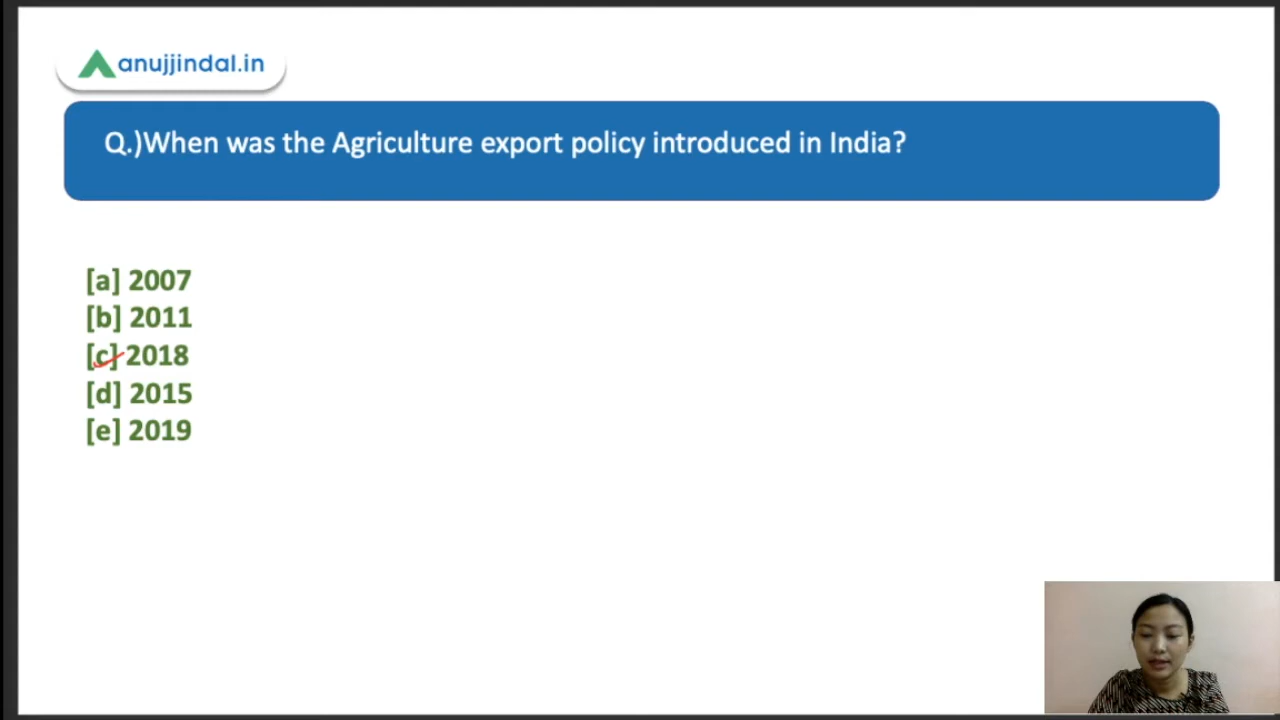 anujjindal.in
Q.)When was the Agriculture export policy introduced in India?
[a] 2007
[b] 2011
[c] 2018
[d] 2015
[e] 2019